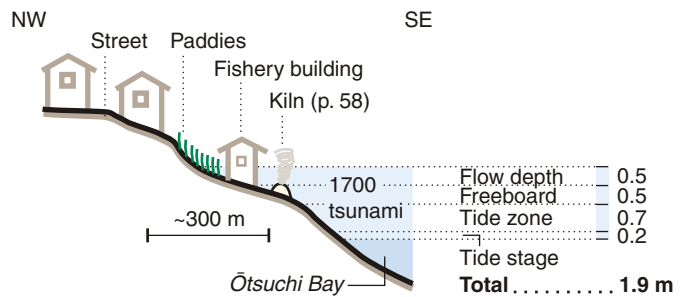 NW
SE
Street
Paddies
Fishery building
Kiln (p. 58)
1700
tsunami
~300 m
Ōtsuchi Bay
Flow depth 0.5
Freeboard 0.5
Tide zone 0.7
0.2
Tide stage
Total . . . . . . . . . . 1.9 m